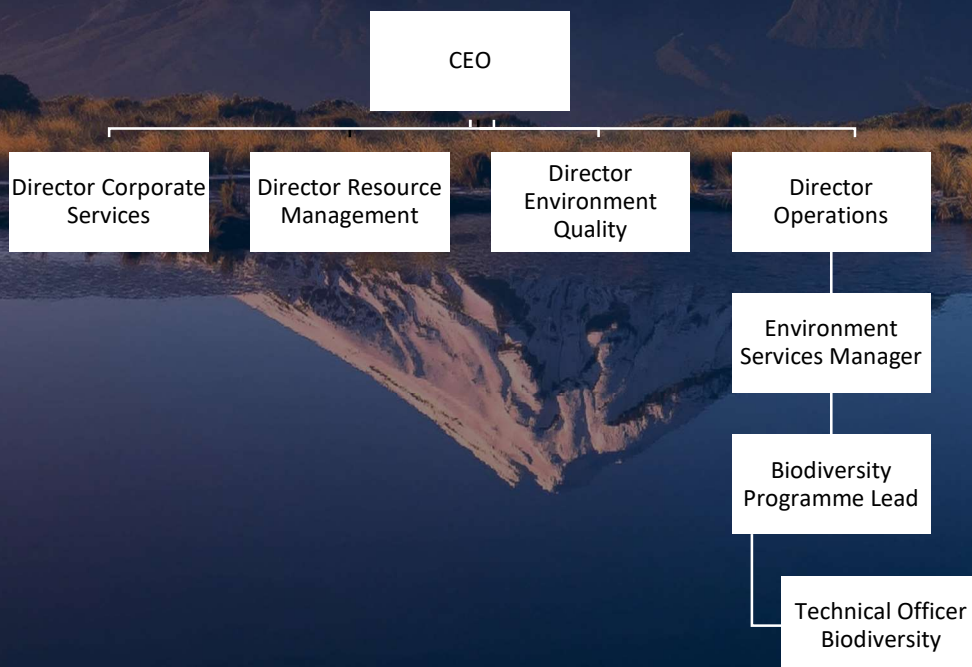 CEO
Director Corporate
Services
Director Resource
Management
Director
Environment
Quality
Director
Operations
Environment
Services Manager
Biodiversity
Programme Lead
Technical Officer
Biodiversity